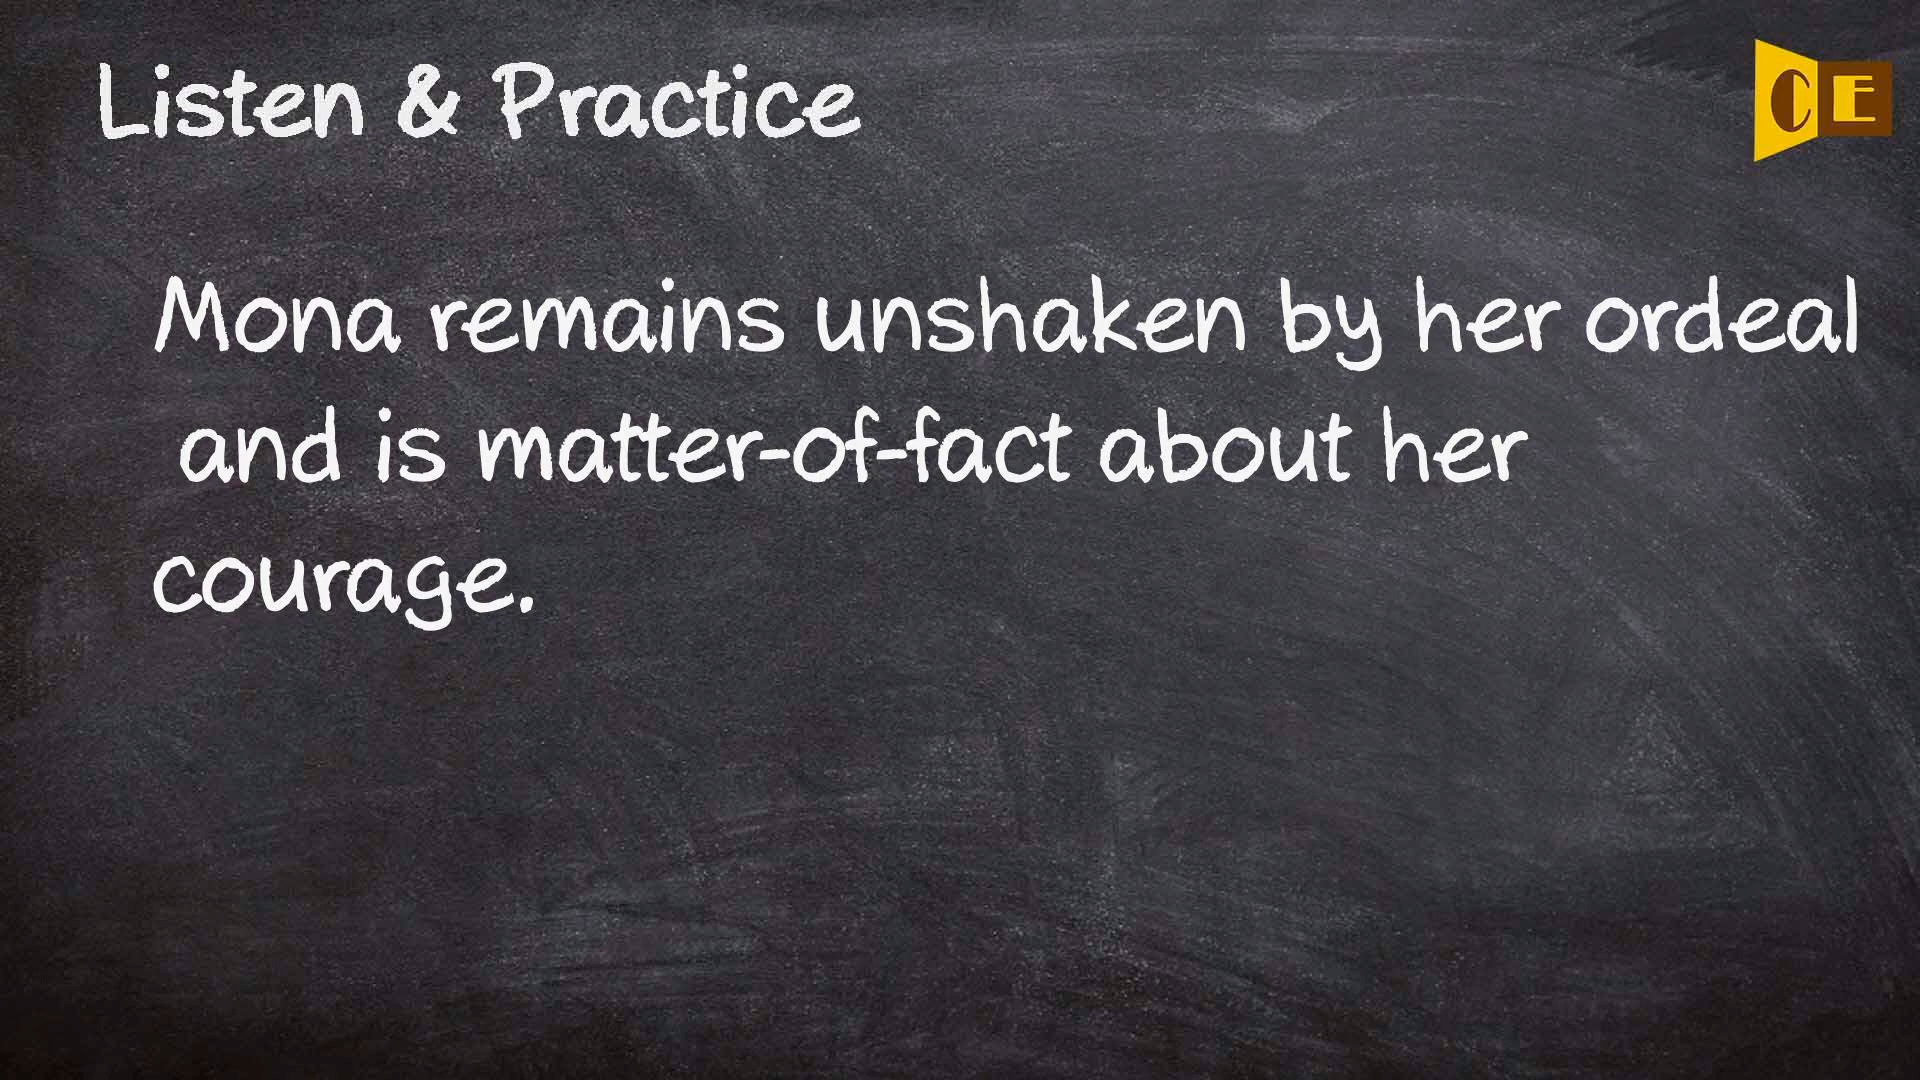 Listen & Practice
CE
Mona remains unshaken by her ordeal
and is matter-of-fact about her
courage.